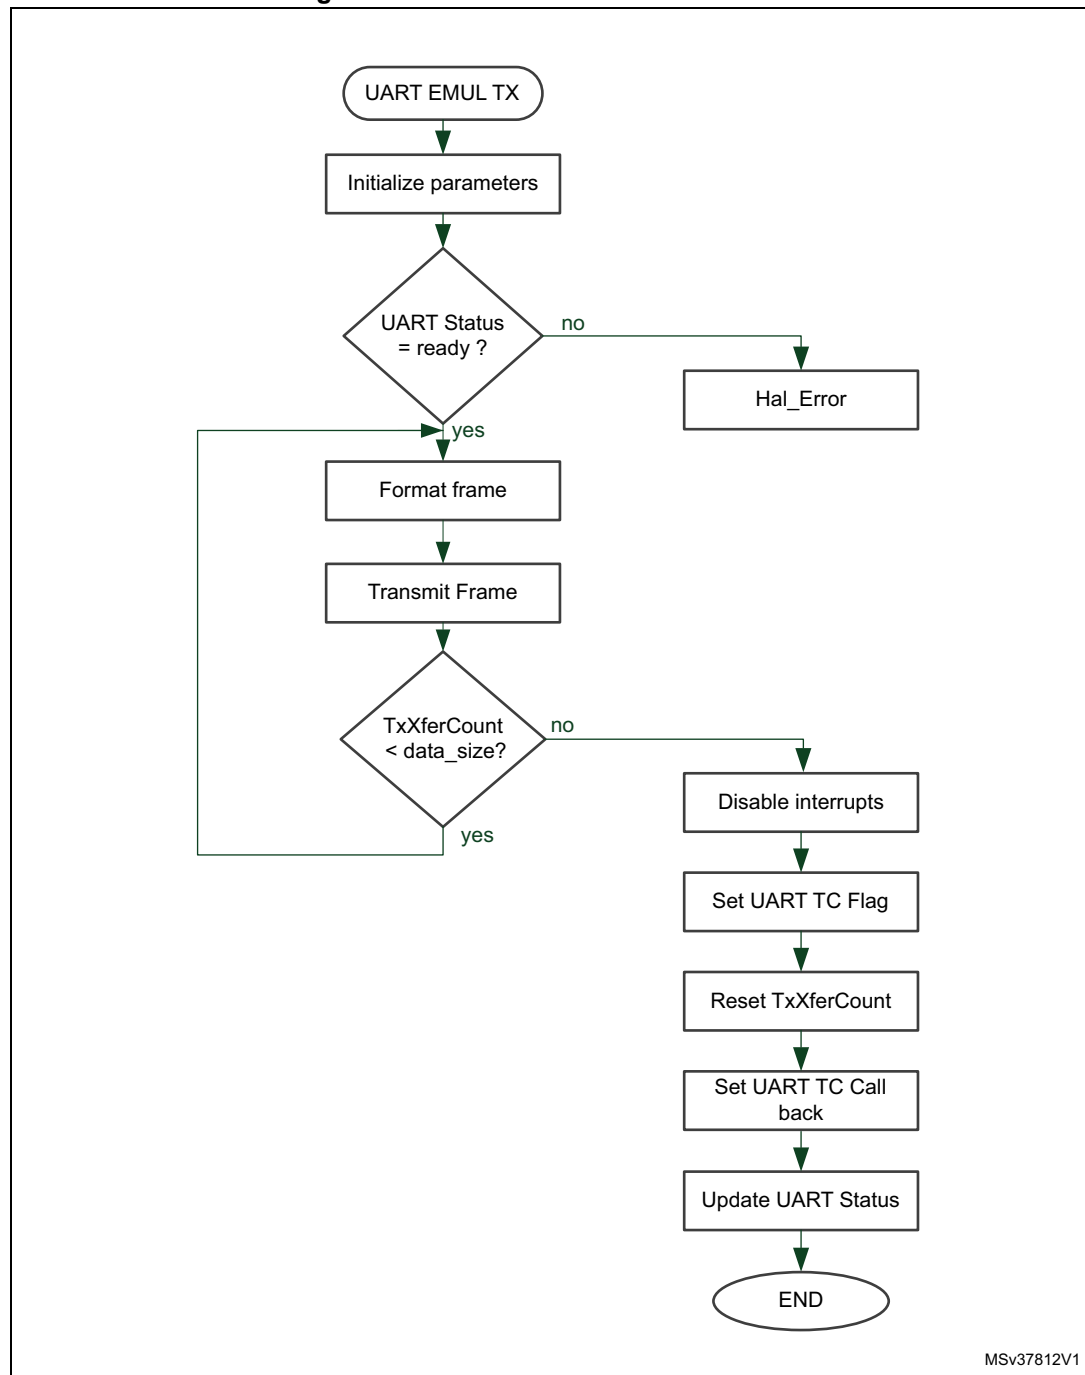 UART EMUL TX
Initialize parameters
UART Status
= ready ?
no
Hal_Error
yes
Format frame
Transmit Frame
TxXferCount
< data_size?
no
yes
Disable interrupts
Set UART TC Flag
Reset TxXferCount
Set UART TC Call
back
Update UART Status
END
MSv37812V1